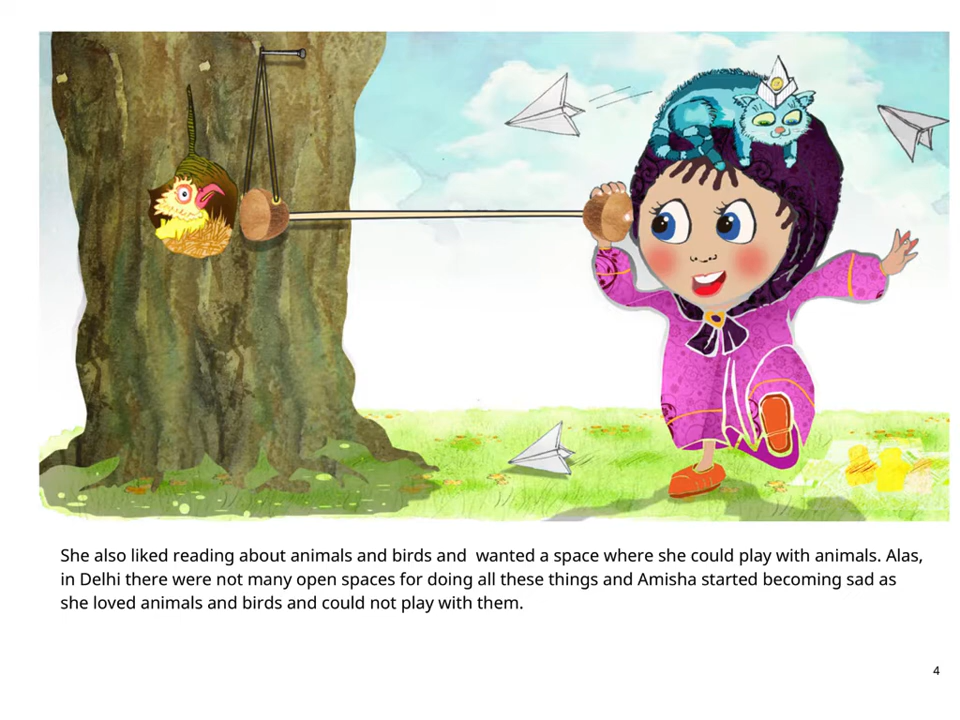 She also liked reading about animals and birds and  wanted a space where she could play with animals. Alas,
in Delhi there were not many open spaces for doing all these things and Amisha started becoming sad as
she loved animals and birds and could not play with them.
4